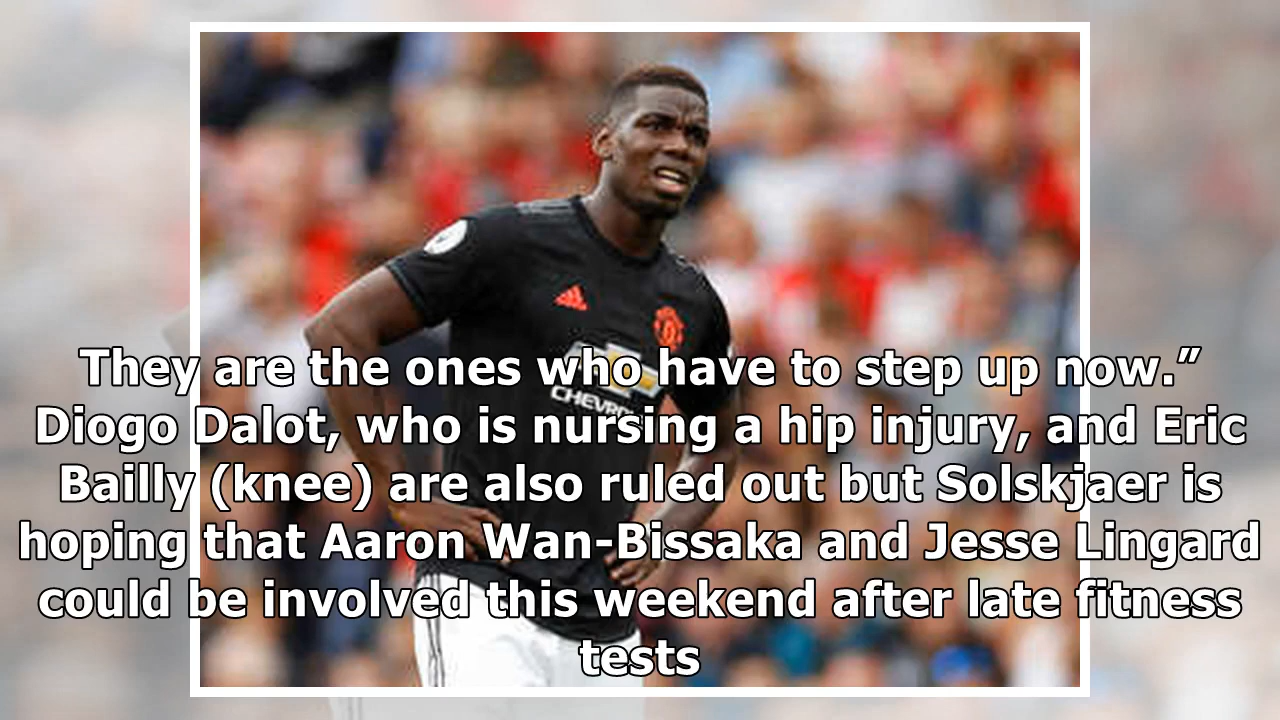 They are the ones who have to step up now.”
Diogo Dalot, who is nursing a hip injury, and Eric
Bailly (knee) are also ruled out but Solskjaer is
hoping that Aaron Wan-Bissaka and Jesse Lingard
could be involved this weekend after late fitness
tests
CHEVROLET